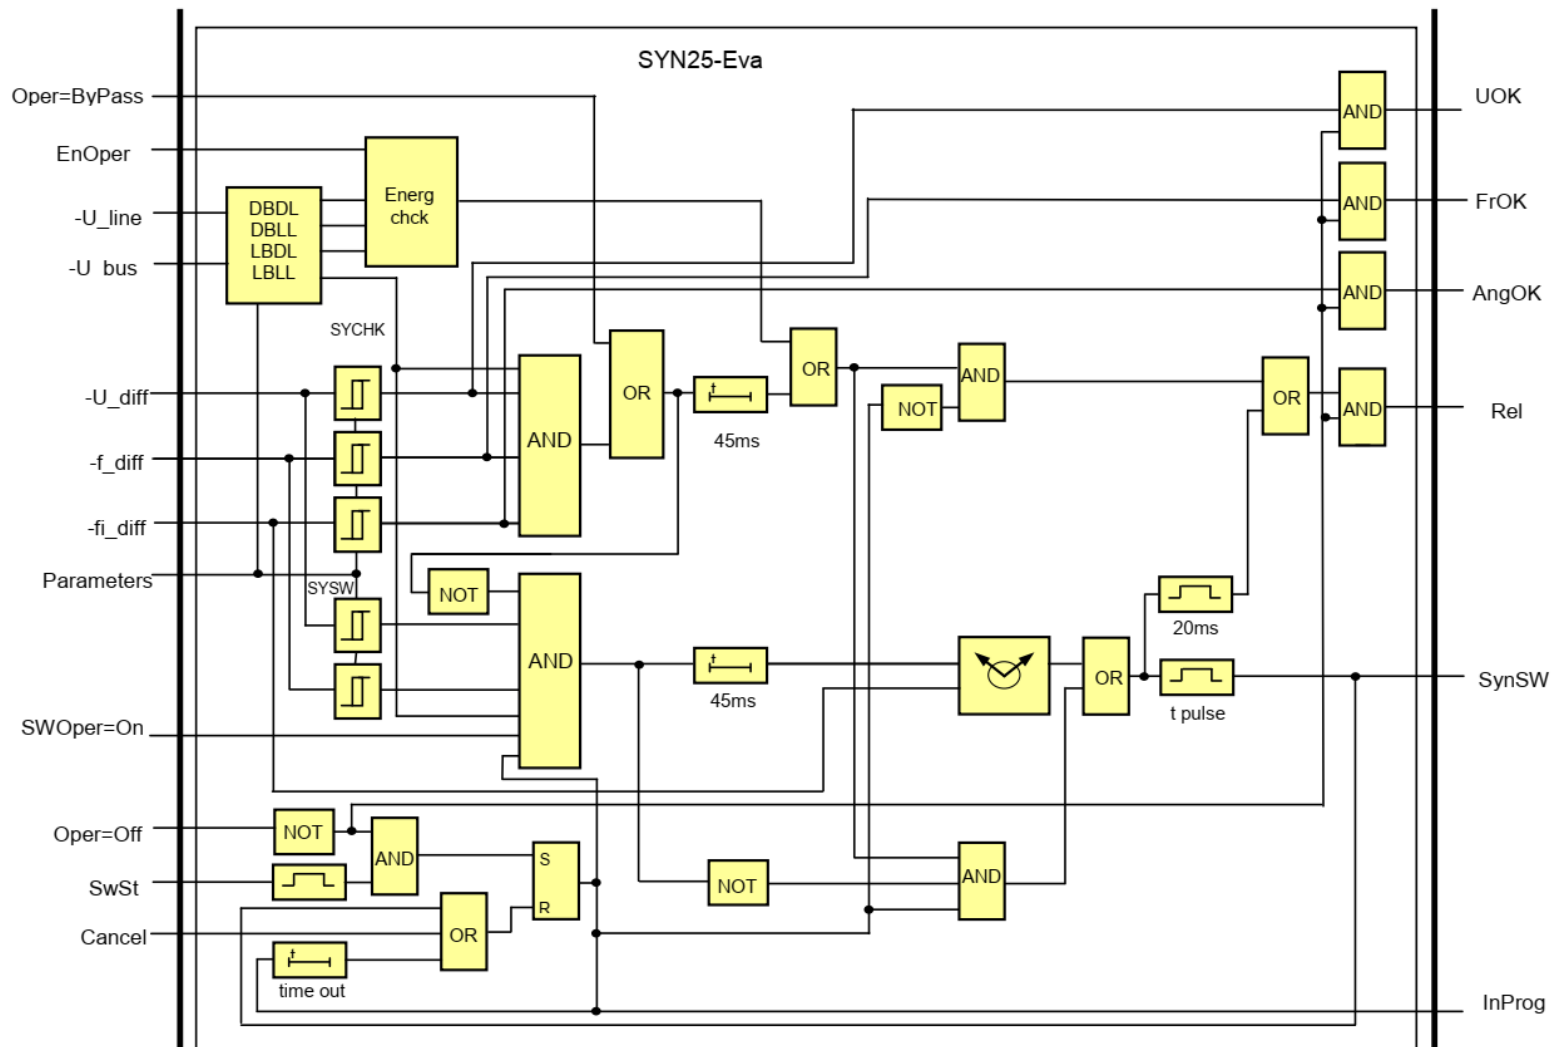 SYN25-Eva
Oper=ByPass
UOK
AND
EnOper
Energ
chck
-U_line
DBDL
DBLL
LBDL
LBLL
AND
FrOK
-U bus
AND
AngOK
SYCHK
-U_diff
OR
45ms
OR
AND
NOT
OR
AND
Rel
-f_diff
AND
-fi_diff
Parameters
SYSW
NOT
AND
t
45ms
20ms
OR
t pulse
SynSW
t
SWOper=On
Oper=Off
NOT
AND
SwSt
S
R
NOT
AND
Cancel
OR
t
time out
InProg